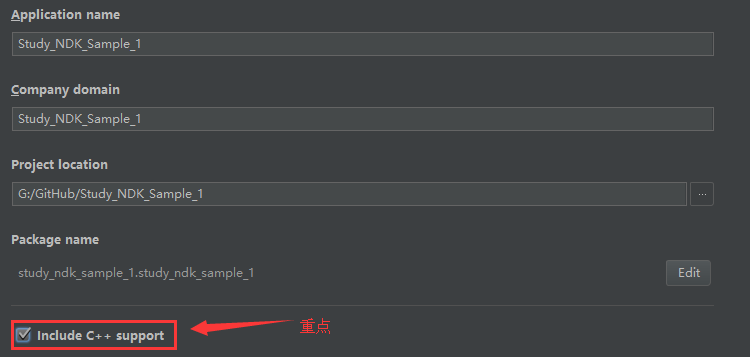 Application name
Study_NDK_Sample_1
Company domain
Study_NDK_Sample_1
Project location
G:/GitHub/Study_NDK_Sample_1
...
Package name
study_ndk_sample_1.study_ndk_sample_1
Edit
Include C++ support
重点